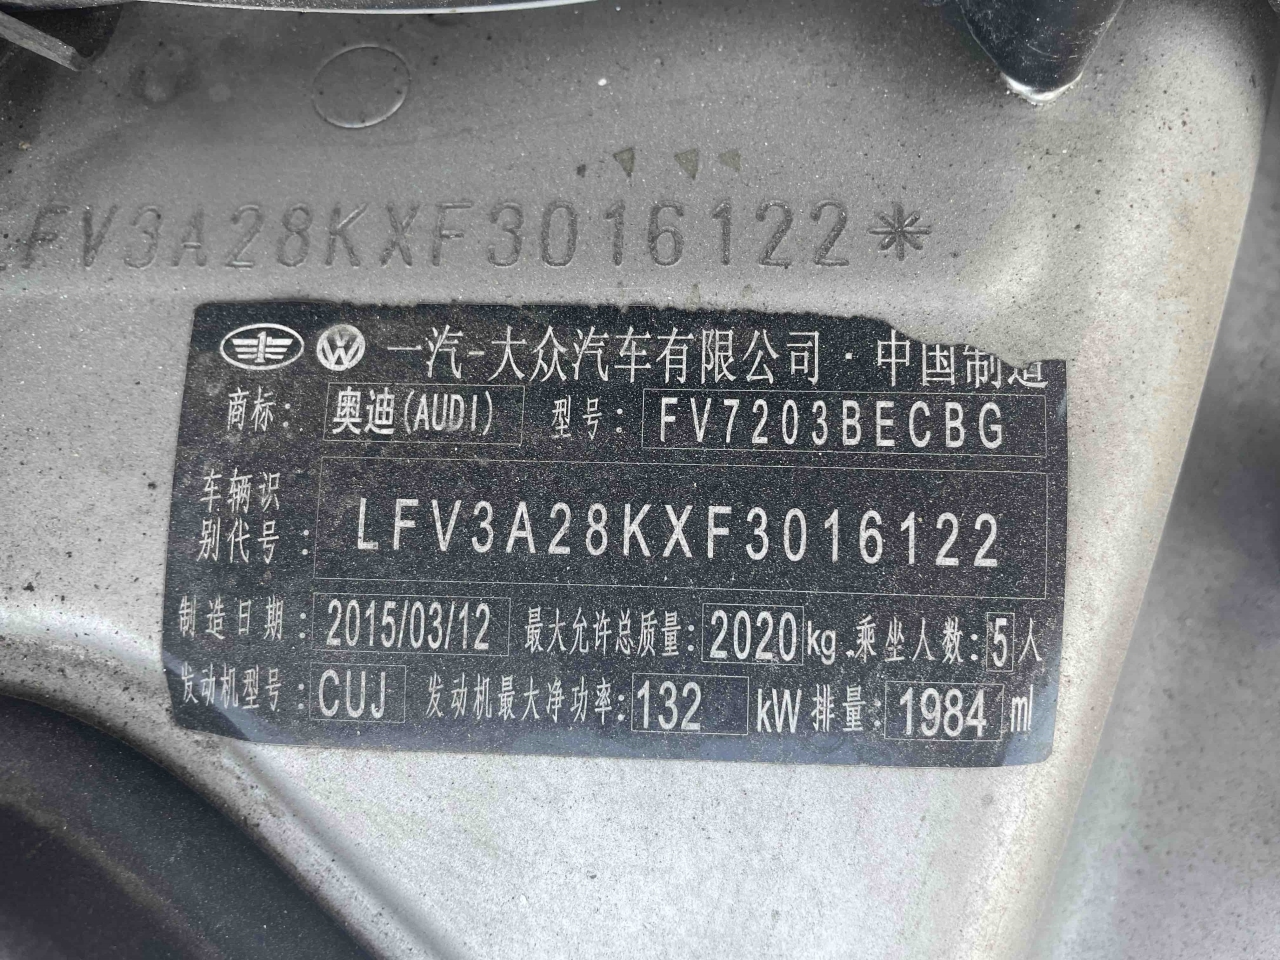 LFV3A28KXF3016122*
一汽-大众汽车有限公司·中国制造
商标: 奥迪(AUDI) 型号: FV7203BECBG
车辆识
别代号: LFV3A28KXF3016122
制造日期: 2015/03/12 最大允许总质量: 2020kg 乘坐人数: 5人
发动机型号: CUJ 发动机最大净功率: 132 kW 排量: 1984 ml